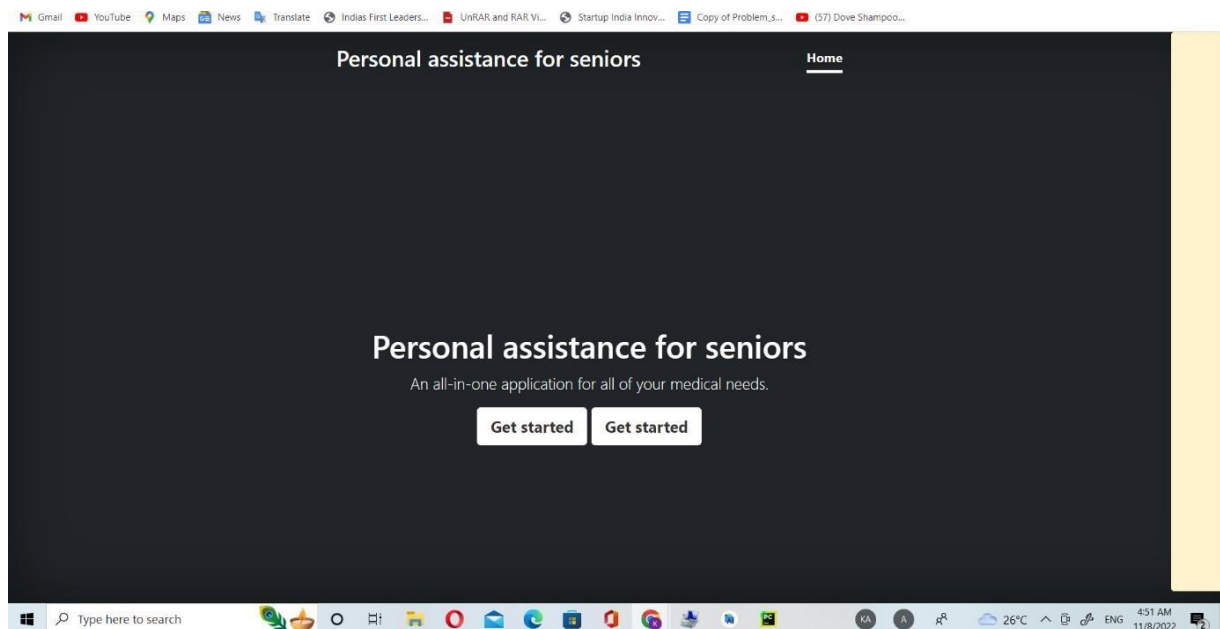 Gmail YouTube Maps News Translate Indias First Leaders... UnRAR and RAR Vi... Startup India Innov... Copy of Problem_s... (57) Dove Shampoo...
Personal assistance for seniors Home
Personal assistance for seniors
An all-in-one application for all of your medical needs.
Get started Get started
Type here to search KA A 26°C ENG 4:51 AM
11/8/2022 2